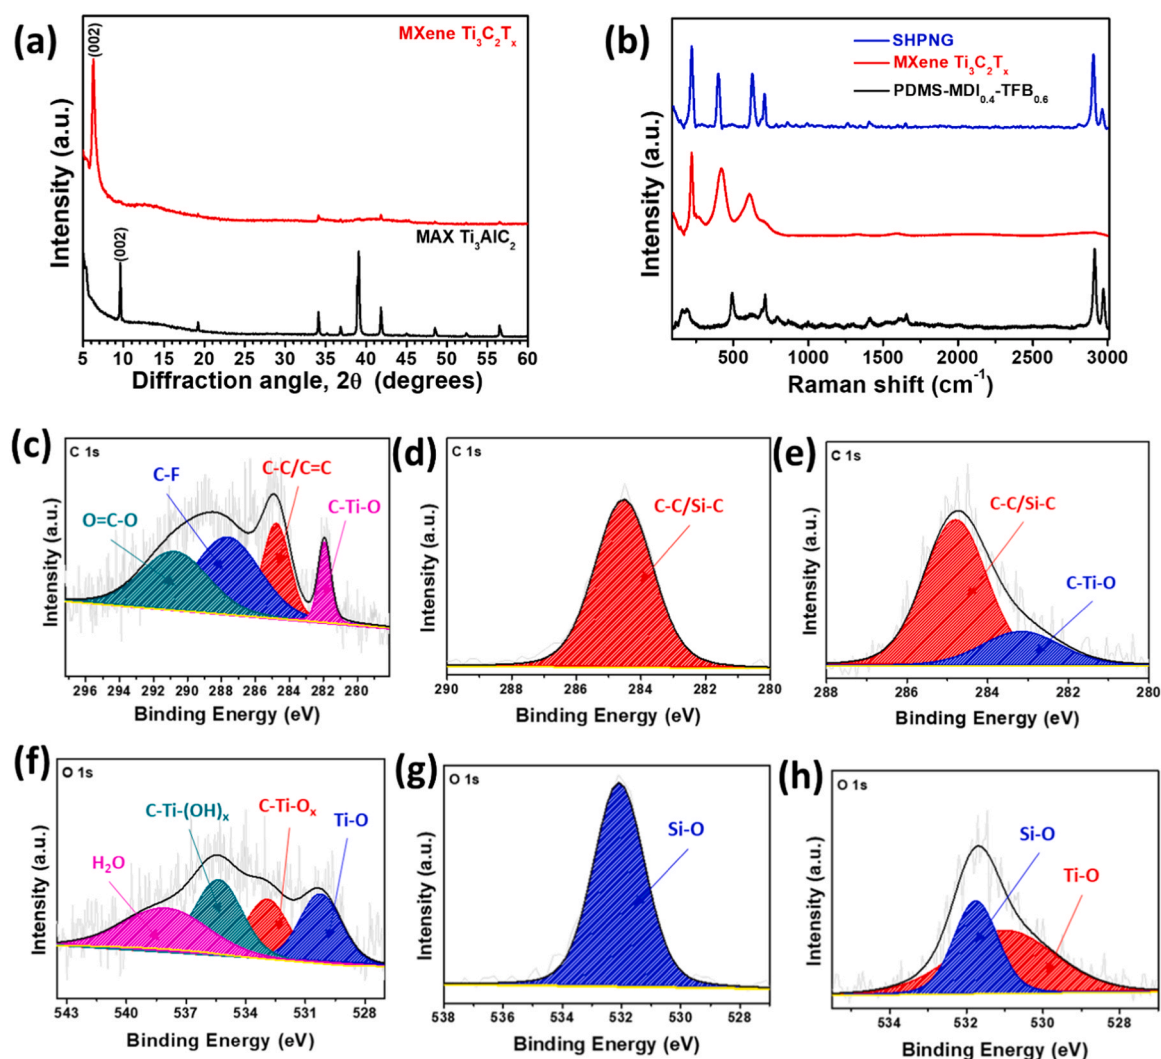 (a)
(002)
MXene Ti₃C₂Tₓ
(002)
MAX Ti₃AlC₂
Intensity (a.u.)
5 10 15 20 25 30 35 40 45 50 55 60
Diffraction angle, 2θ (degrees)
(b)
SHPNG
MXene Ti₃C₂Tₓ
PDMS-MDI₀.₄-TFB₀.₆
Intensity (a.u.)
500 1000 1500 2000 2500 3000
Raman shift (cm⁻¹)
(c)
C 1s
C-F
C-C/C=C
O=C-O
C-Ti-O
Intensity (a.u.)
296 294 292 290 288 286 284 282 280
Binding Energy (eV)
(d)
C 1s
C-C/Si-C
Intensity (a.u.)
290 288 286 284 282 280
Binding Energy (eV)
(e)
C 1s
C-C/Si-C
C-Ti-O
Intensity (a.u.)
288 286 284 282 280
Binding Energy (eV)
(f)
O 1s
C-Ti-(OH)ₓ
C-Ti-Oₓ
Ti-O
H₂O
Intensity (a.u.)
543 540 537 534 531 528
Binding Energy (eV)
(g)
O 1s
Si-O
Intensity (a.u.)
538 536 534 532 530 528
Binding Energy (eV)
(h)
O 1s
Si-O
Ti-O
Intensity (a.u.)
534 532 530 528
Binding Energy (eV)